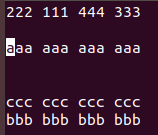 222 111 444 333
aaa aaa aaa aaa
ccc ccc ccc ccc
bbb bbb bbb bbb